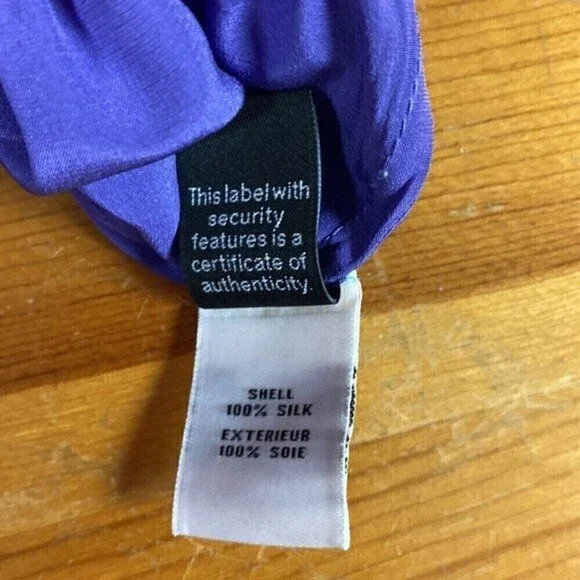 This label with
security
features is a
certificate of
authenticity.
SHELL
100% SILK
EXTERIEUR
100% SOIE